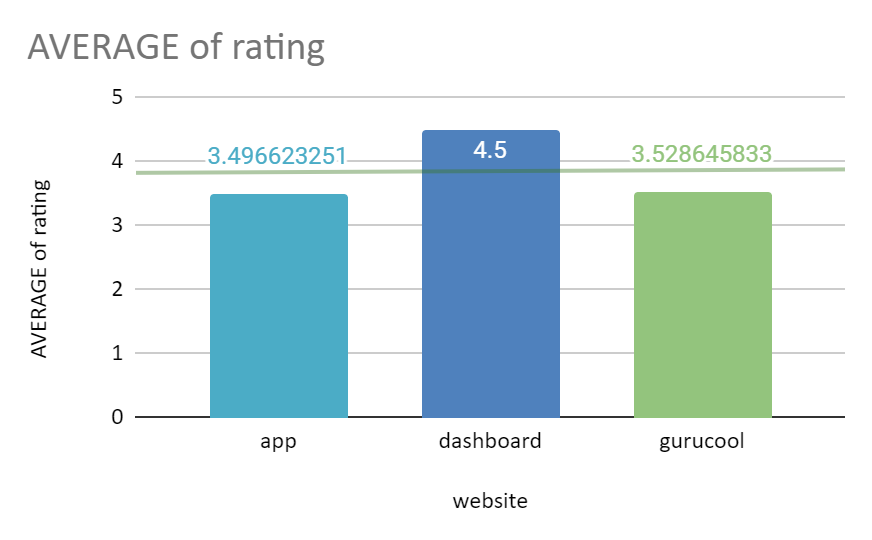 AVERAGE of rating
5
4
3
2
1
0
AVERAGE of rating
3.496623251
4.5
3.528645833
app
dashboard
gurucool
website